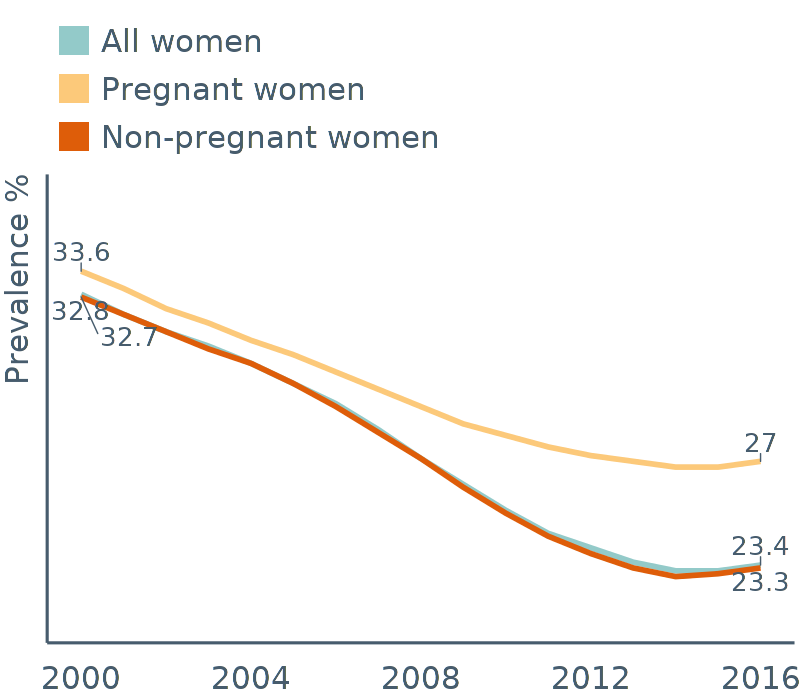 All women
Pregnant women
Non-pregnant women
Prevalence %
33.6
32.8
32.7
27
23.4
23.3
2000 2004 2008 2012 2016